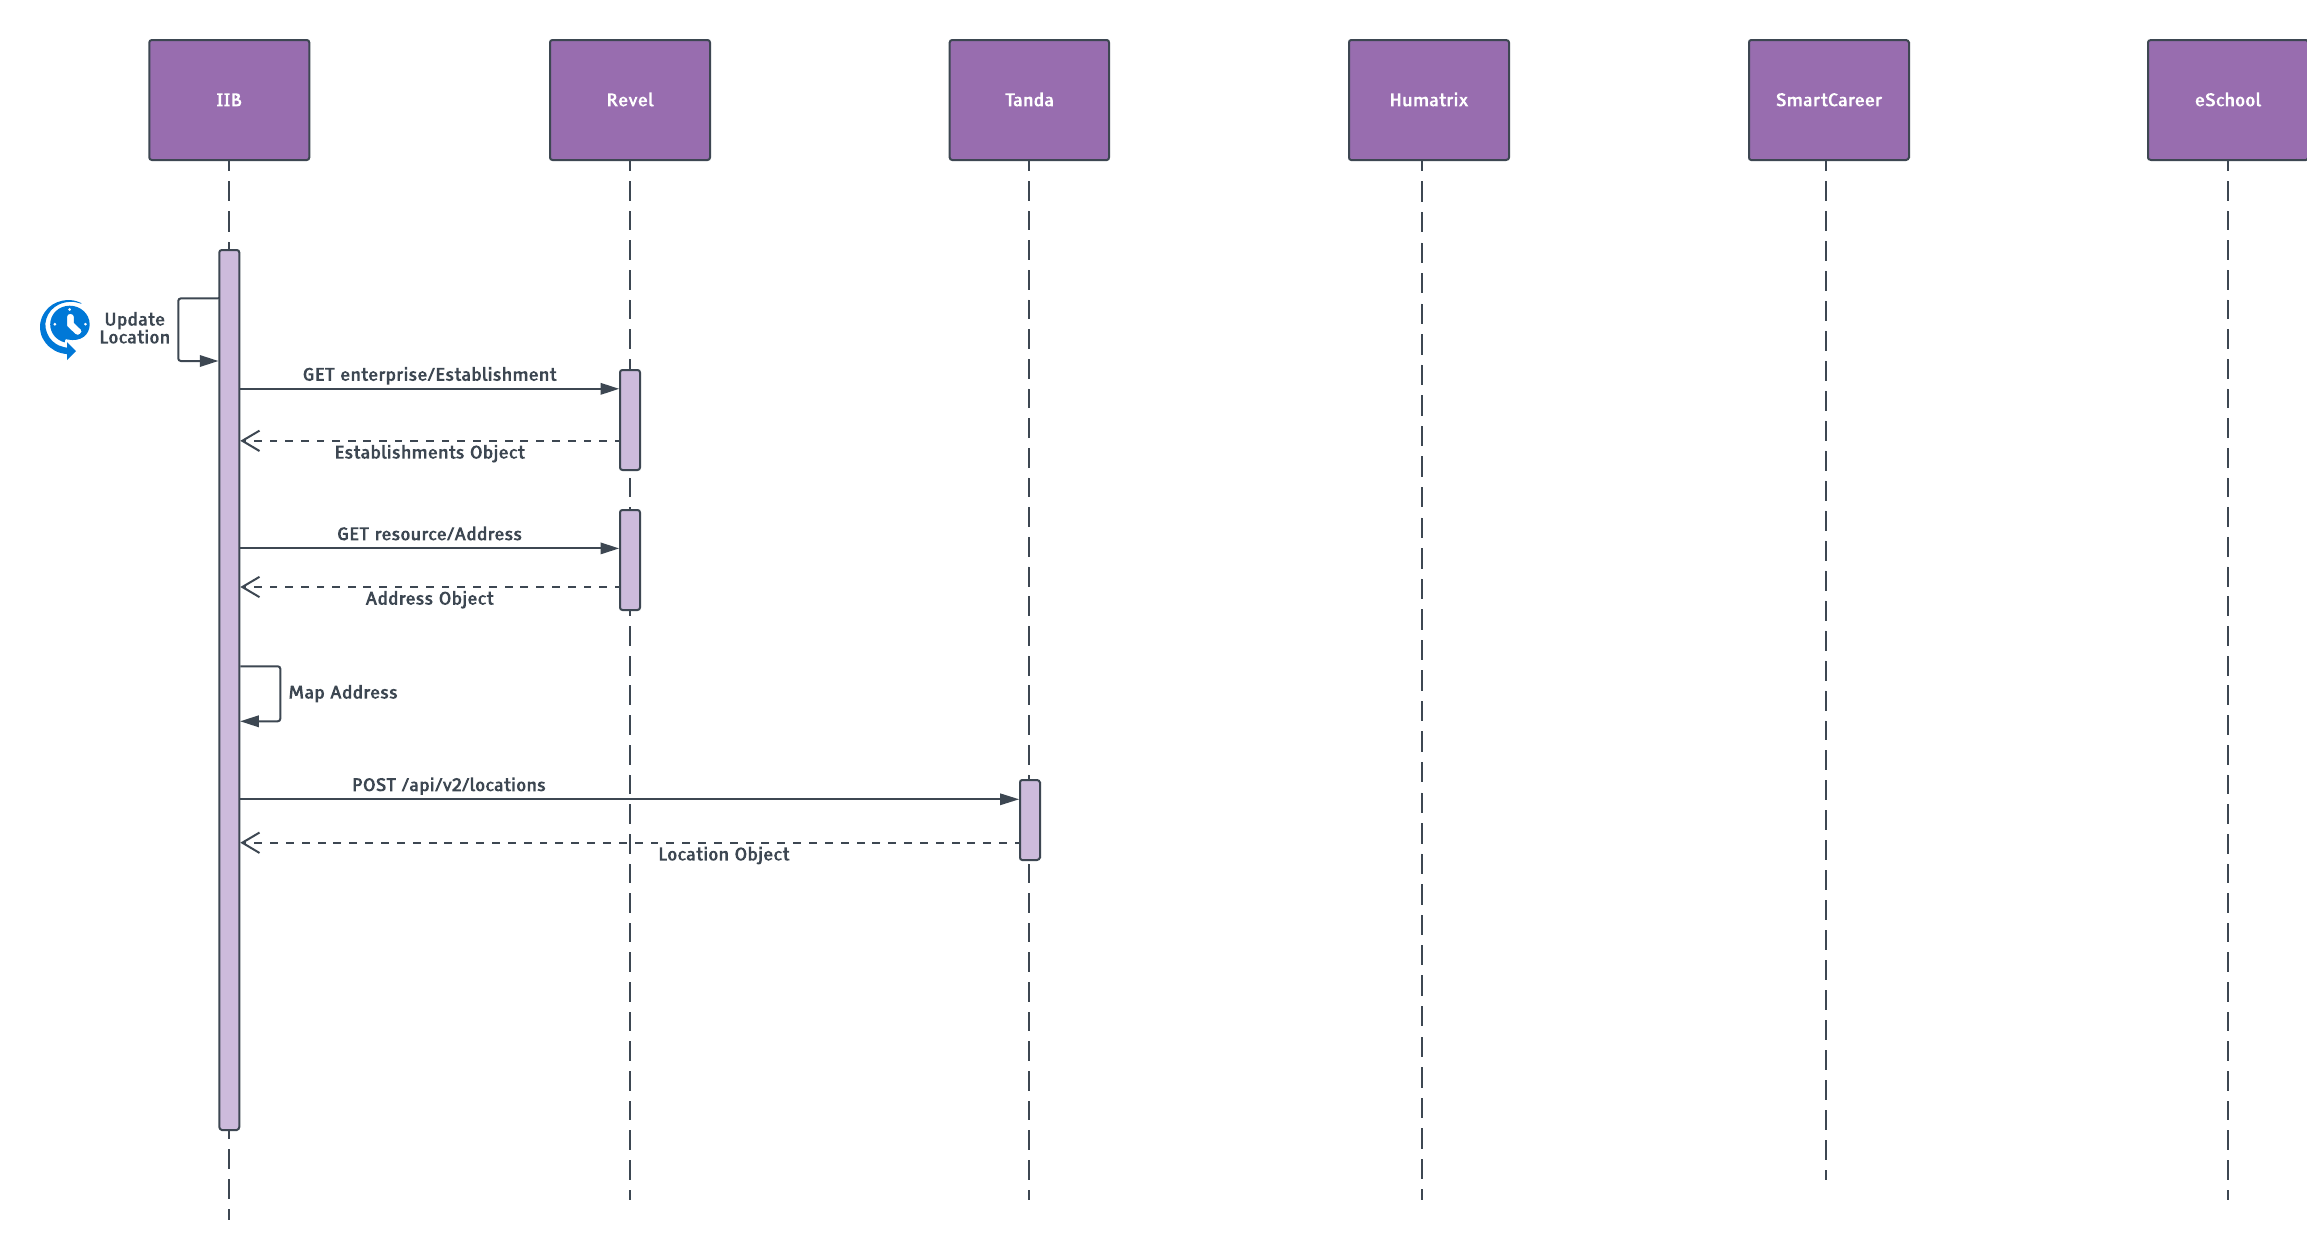 IIB
Revel
Tanda
Humatrix
SmartCareer
eSchool
Update
Location
GET enterprise/Establishment
Establishments Object
GET resource/Address
Address Object
Map Address
POST /api/v2/locations
Location Object